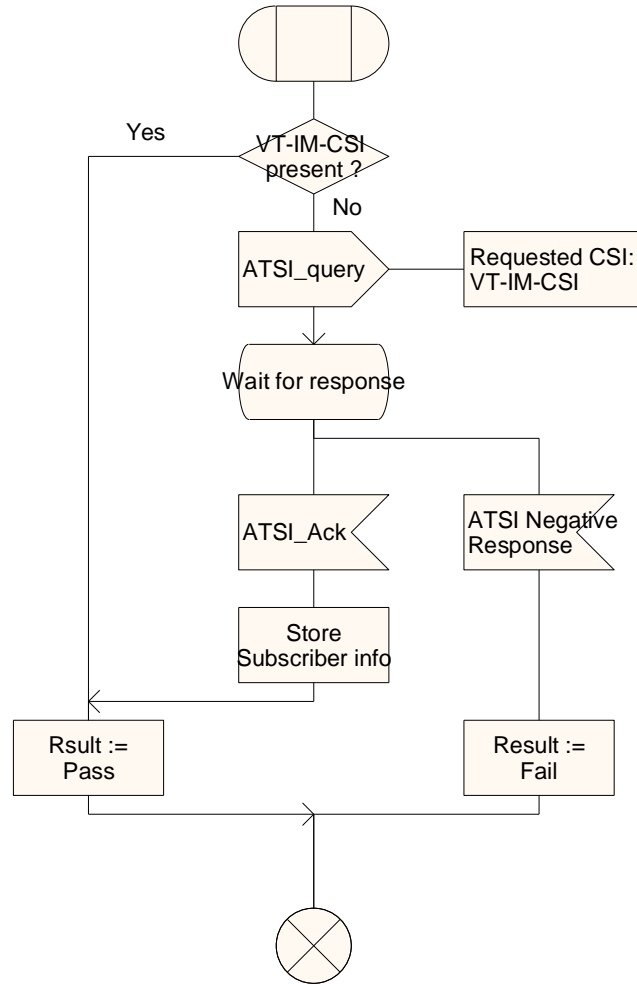 Yes
VT-IM-CSI
present ?
No
ATSI_query
Requested CSI:
VT-IM-CSI
Wait for response
ATSI_Ack
ATSI Negative
Response
Store
Subscriber info
Rsult :=
Pass
Result :=
Fail